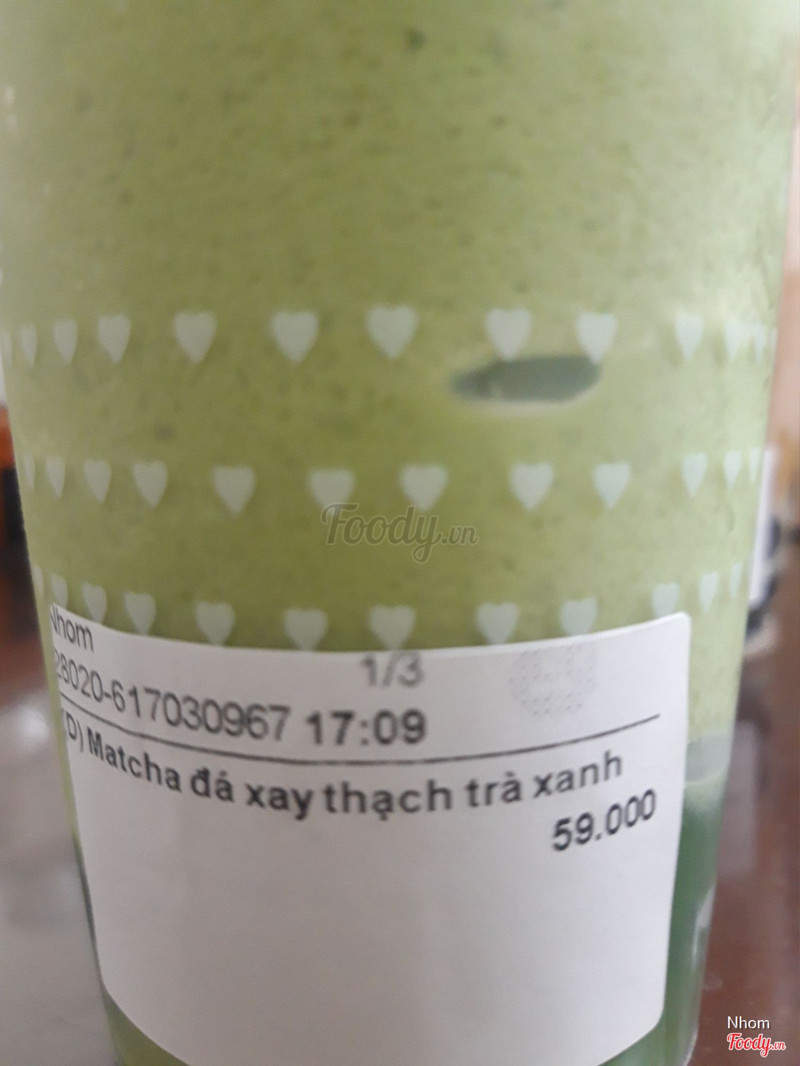 Foody.vn
Nhom
1/3
28020-617030967 17:09
(D) Matcha đá xay thạch trà xanh
59.000
Nhom
Foody.vn